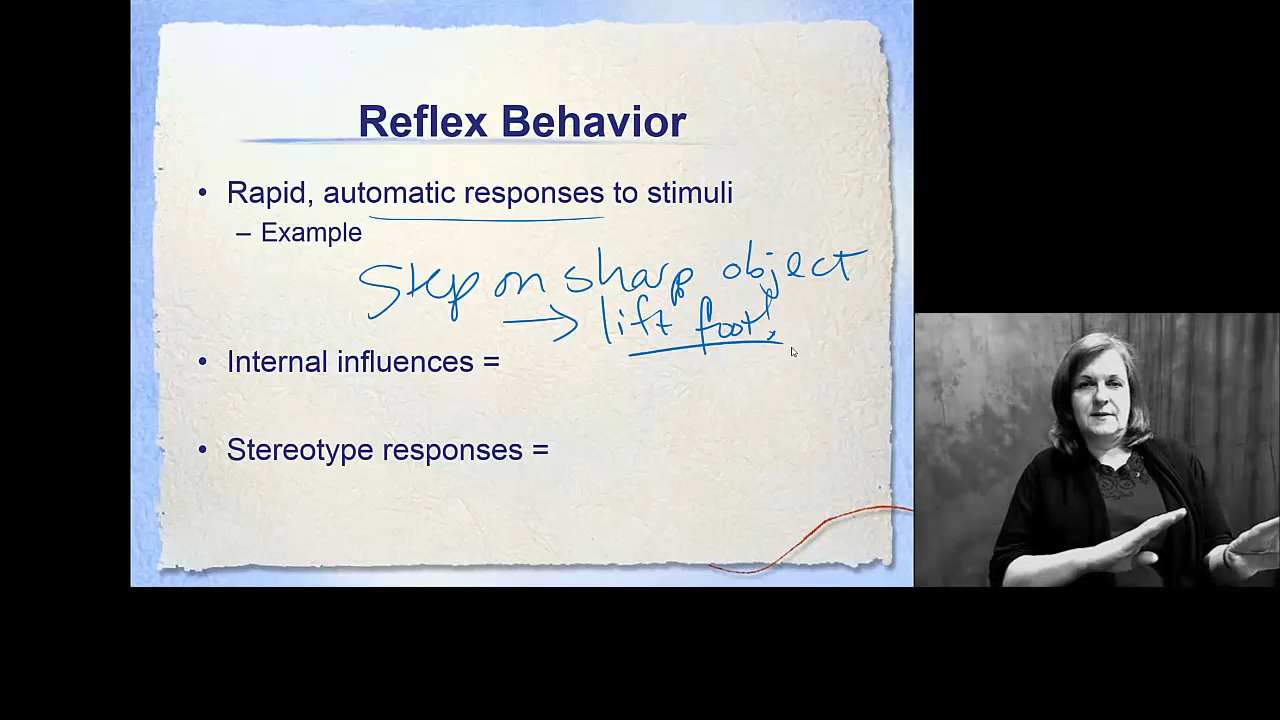 Reflex Behavior
• Rapid, automatic responses to stimuli
– Example
Step on sharp object
→ lift foot!
• Internal influences =
• Stereotype responses =